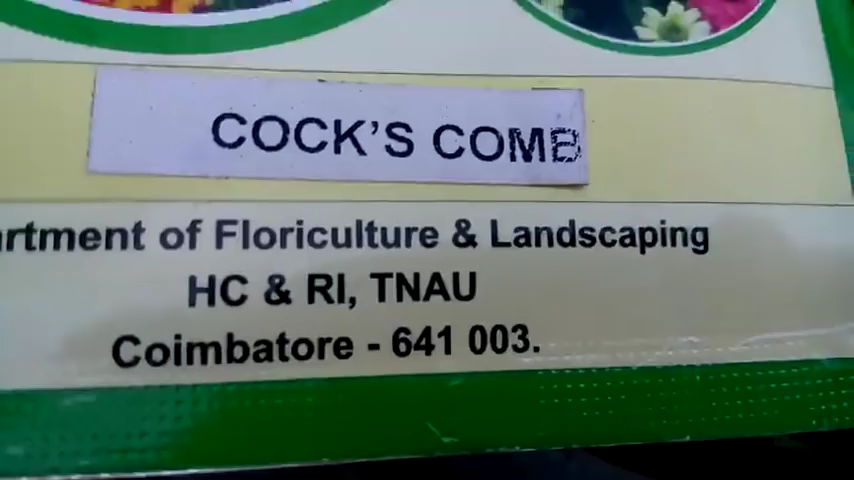 COCK'S COMB
rtment of Floriculture & Landscaping
HC & RI, TNAU
Coimbatore - 641 003.